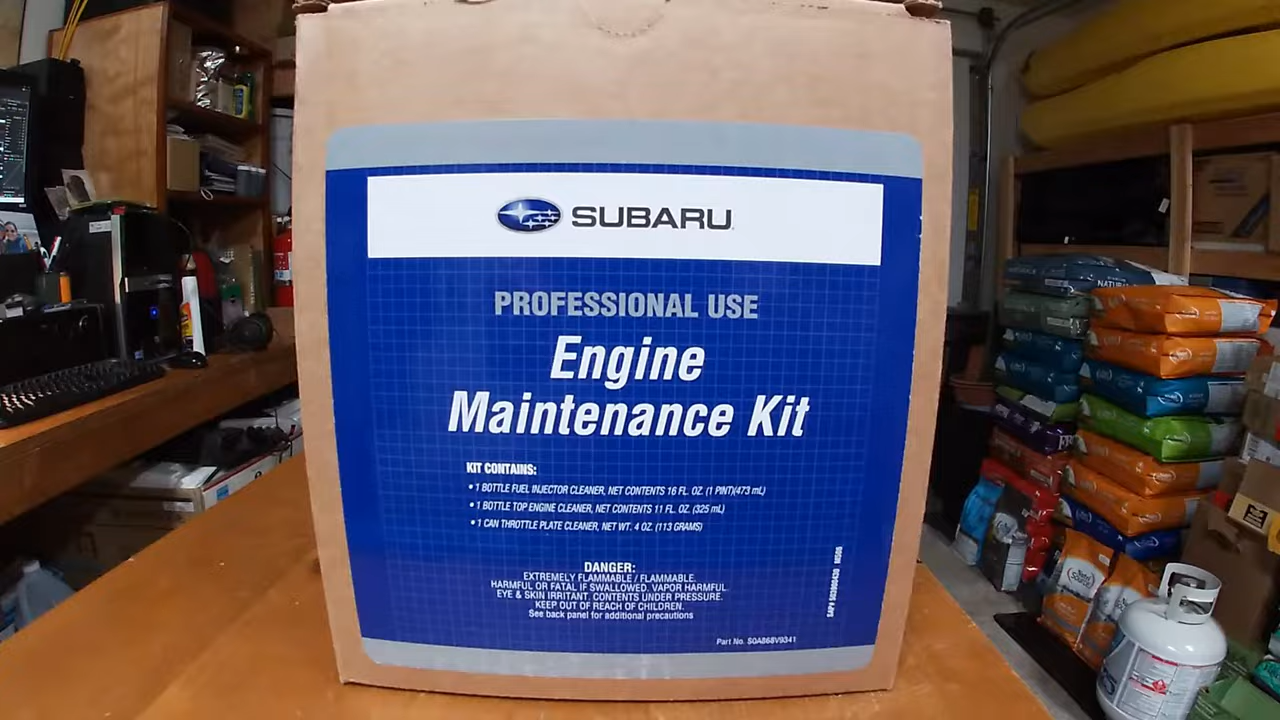 SUBARU
PROFESSIONAL USE
Engine
Maintenance Kit
KIT CONTAINS:
• 1 BOTTLE FUEL INJECTOR CLEANER, NET CONTENTS 16 FL. OZ. (1 PINT)(473 mL)
• 1 BOTTLE TOP ENGINE CLEANER, NET CONTENTS 11 FL. OZ. (325 mL)
• 1 CAN THROTTLE PLATE CLEANER, NET WT. 4 OZ. (113 GRAMS)
DANGER:
EXTREMELY FLAMMABLE / FLAMMABLE.
HARMFUL OR FATAL IF SWALLOWED. VAPOR HARMFUL.
EYE & SKIN IRRITANT. CONTENTS UNDER PRESSURE.
KEEP OUT OF REACH OF CHILDREN.
See back panel for additional precautions
Part No. SOA868V9341